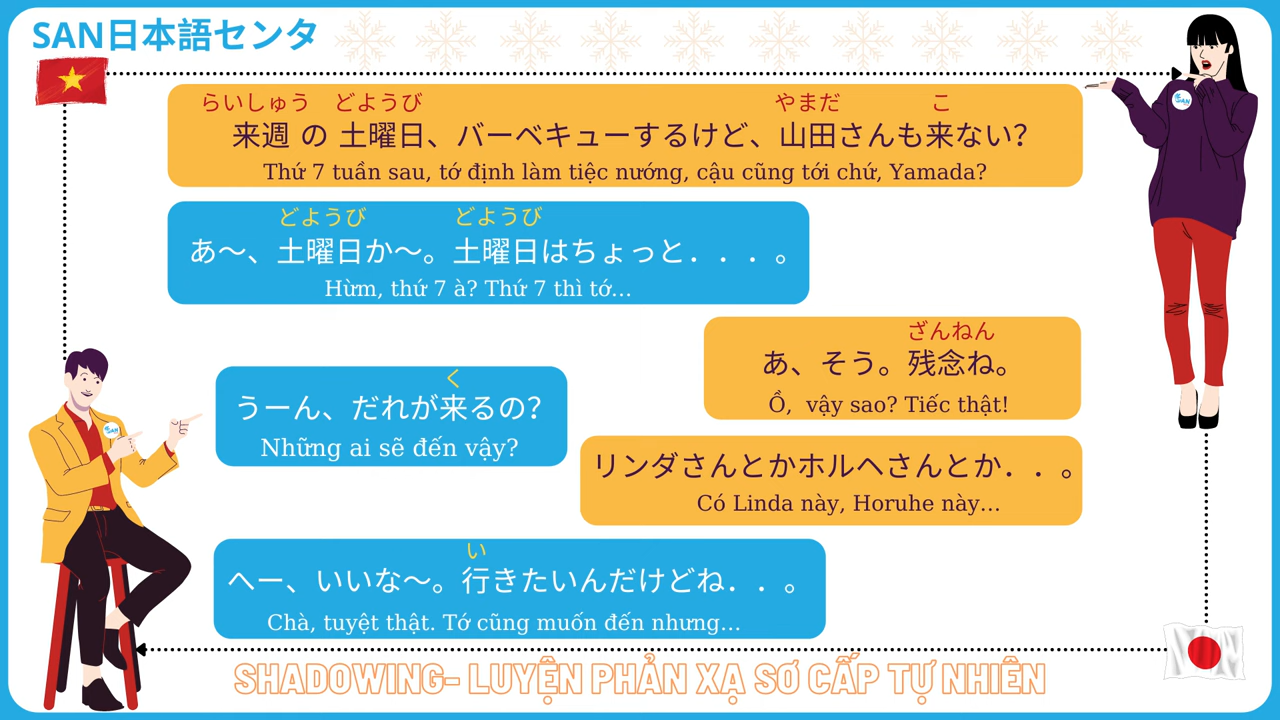 SAN日本語センタ
らいしゅう どようび やまだ こ
来週 の 土曜日、バーベキューするけど、山田さんも来ない?
Thứ 7 tuần sau, tớ định làm tiệc nướng, cậu cũng tới chứ, Yamada?
どようび どようび
あ〜、土曜日か〜。土曜日はちょっと．．．。
Hừm, thứ 7 à? Thứ 7 thì tớ...
ざんねん
あ、そう。残念ね。
Ồ, vậy sao? Tiếc thật!
く
うーん、だれが来るの?
Những ai sẽ đến vậy?
リンダさんとかホルヘさんとか．．。
Có Linda này, Horuhe này...
い
へー、いいな〜。行きたいんだけどね．．。
Chà, tuyệt thật. Tớ cũng muốn đến nhưng...
SHADOWING- LUYỆN PHẢN XẠ SƠ CẤP TỰ NHIÊN
SAN
SAN